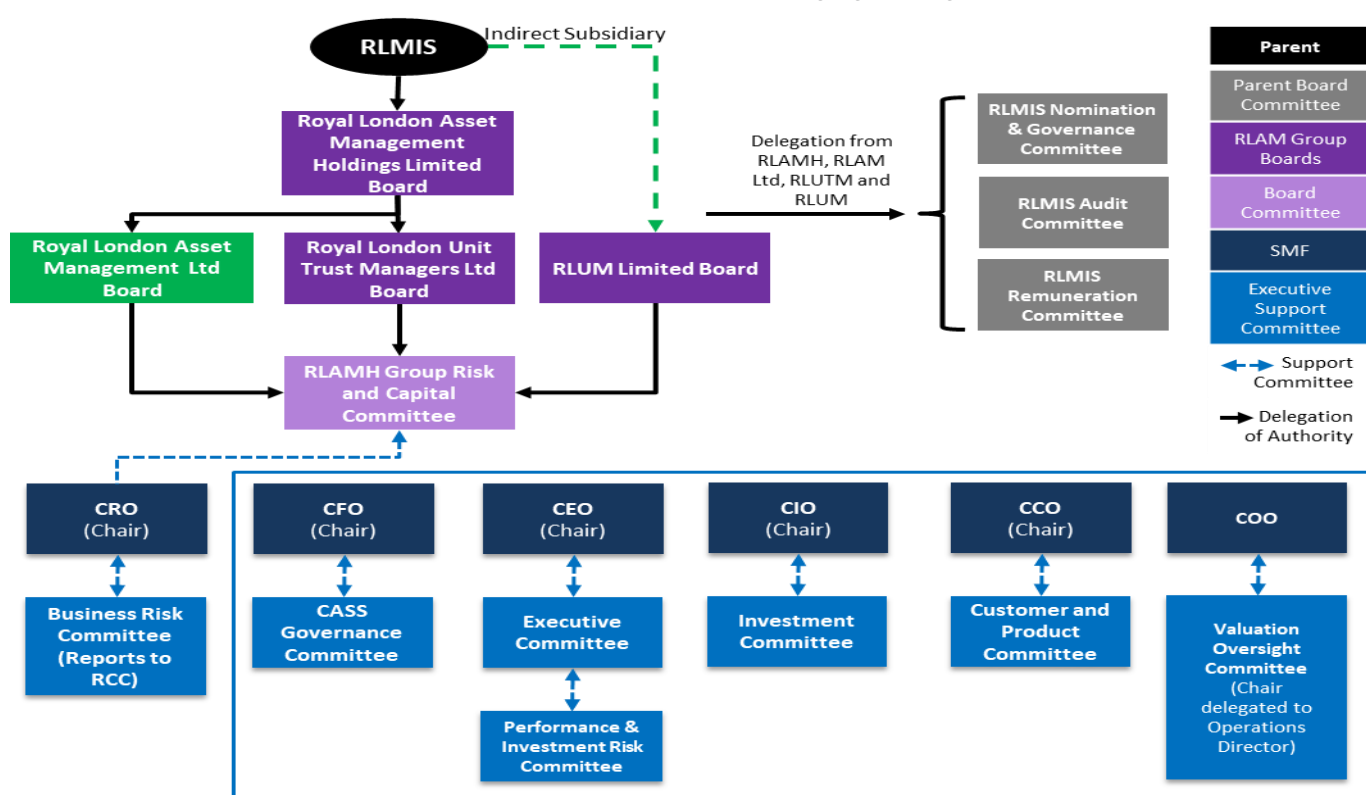 RLMIS
Indirect Subsidiary
Royal London Asset
Management
Holdings Limited
Board
Royal London Asset
Management Ltd
Board
Royal London Unit
Trust Managers Ltd
Board
RLUM Limited Board
Delegation from
RLAMH, RLAM
Ltd, RLUTM and
RLUM
RLMIS Nomination
& Governance
Committee
RLMIS Audit
Committee
RLMIS
Remuneration
Committee
Parent
Parent Board
Committee
RLAM Group
Boards
Board
Committee
SMF
Executive
Support
Committee
Support
Committee
Delegation
of Authority
RLAMH Group Risk
and Capital
Committee
CRO
(Chair)
CFO
(Chair)
CEO
(Chair)
CIO
(Chair)
CCO
(Chair)
COO
Business Risk
Committee
(Reports to
RCC)
CASS
Governance
Committee
Executive
Committee
Investment
Committee
Customer and
Product
Committee
Valuation
Oversight
Committee
(Chair
delegated to
Operations
Director)
Performance &
Investment Risk
Committee